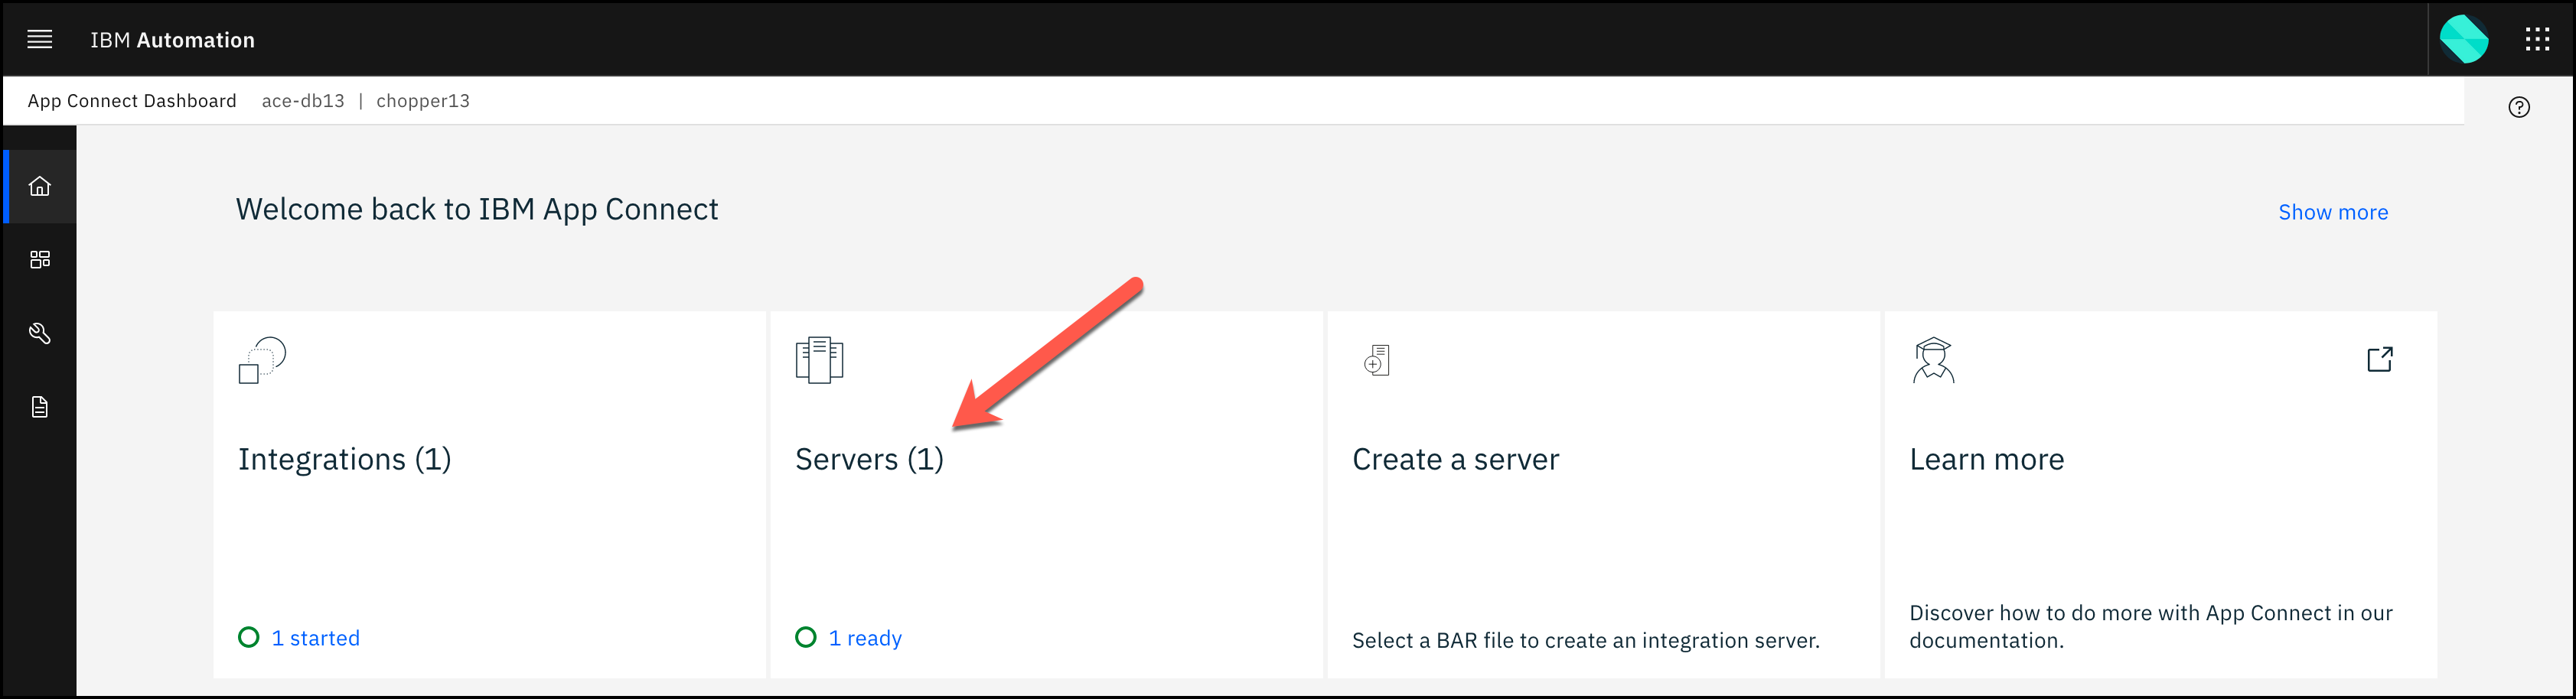 IBM Automation
App Connect Dashboard ace-db13 | chopper13
Welcome back to IBM App Connect
Show more
Integrations (1)
1 started
Servers (1)
1 ready
Create a server
Select a BAR file to create an integration server.
Learn more
Discover how to do more with App Connect in our
documentation.